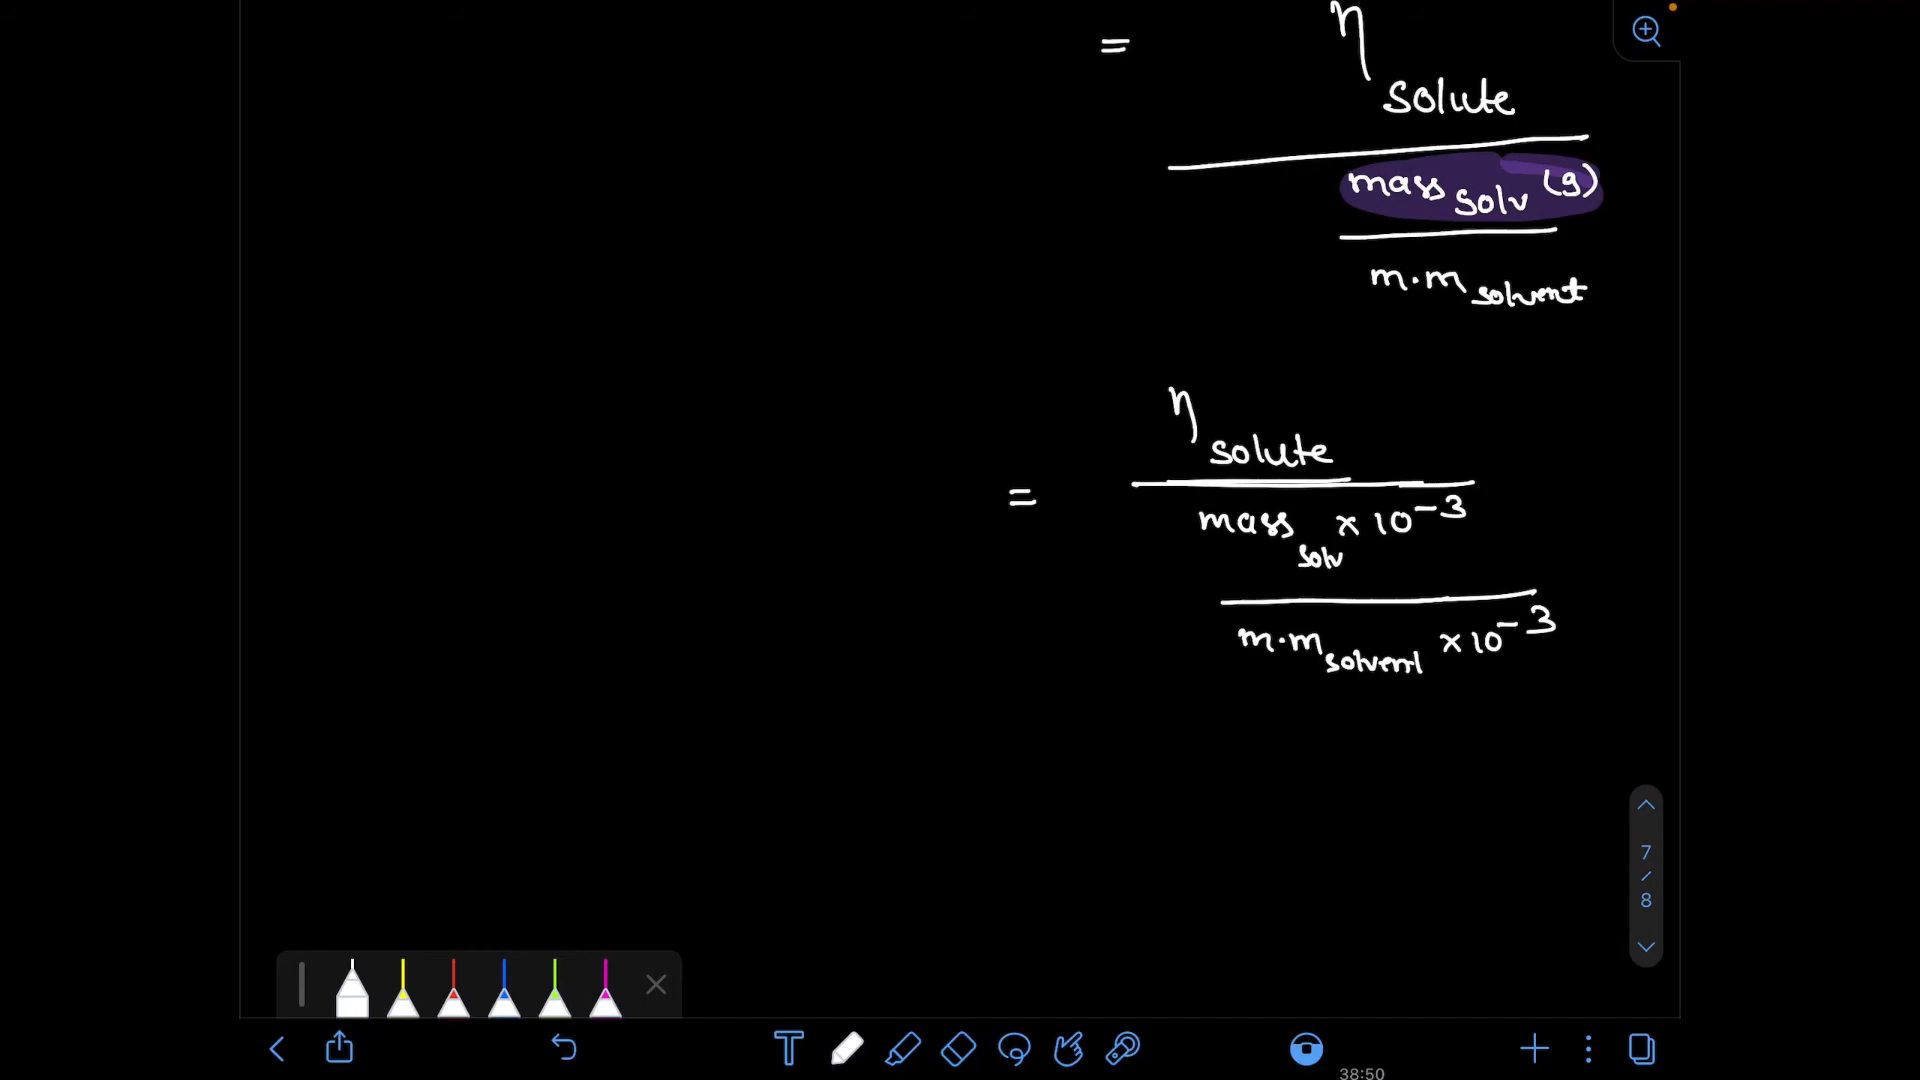 = η solute
mass solv (g)
m.m solvent
η solute
=
mass solv × 10⁻³
m.m solvent × 10⁻³
7
/
8
T
38:50